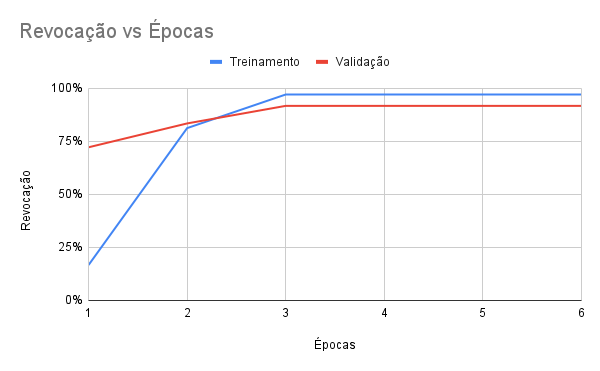 Revocação vs Épocas
Treinamento Validação
100%
75%
50%
25%
0%
Revocação
1 2 3 4 5 6
Épocas